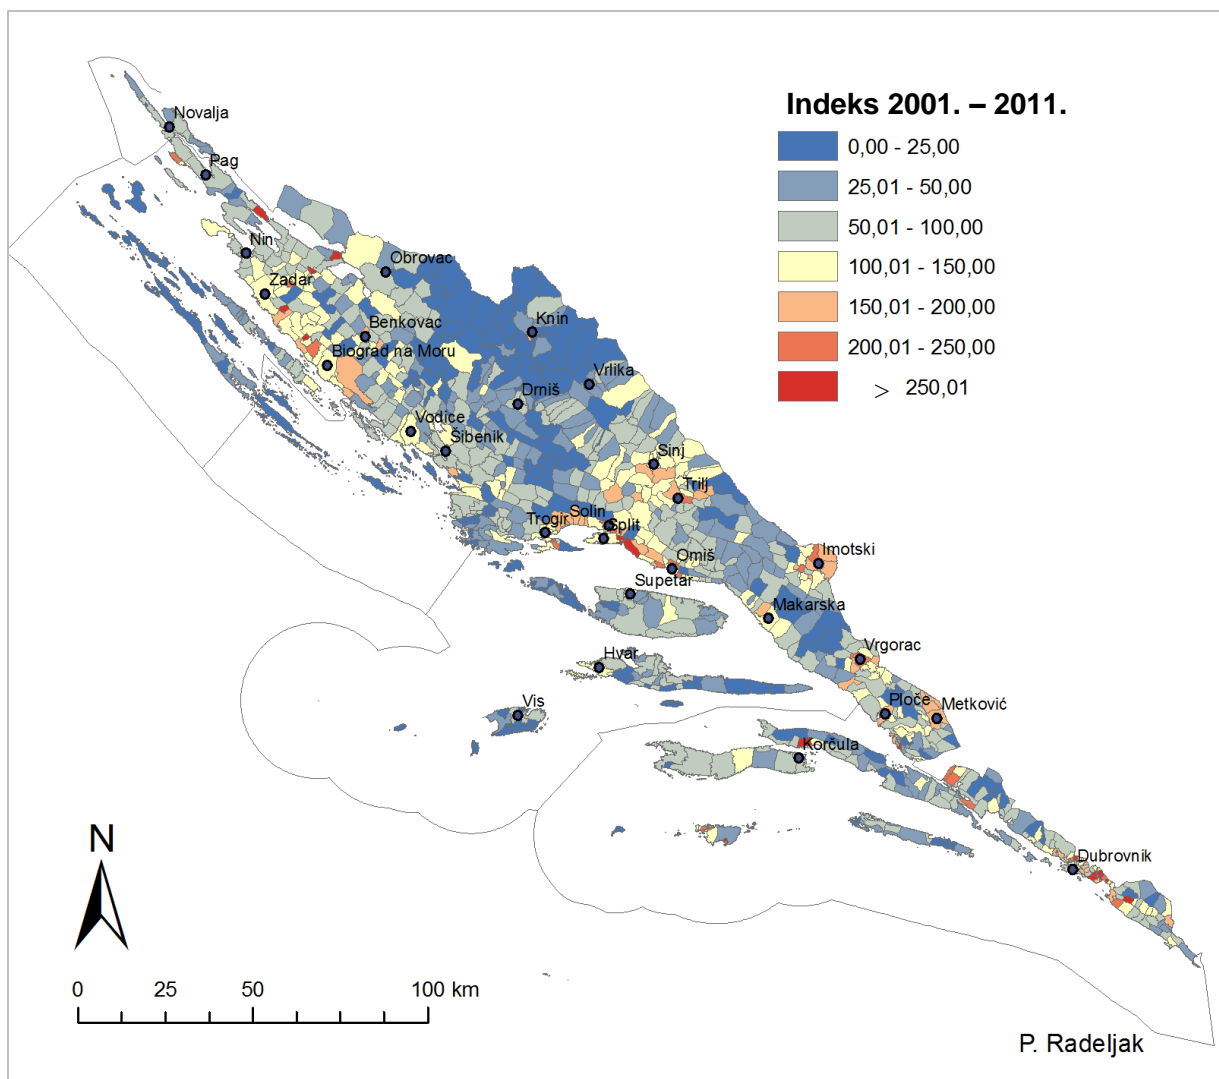 Indeks 2001. – 2011.
0,00 - 25,00
25,01 - 50,00
50,01 - 100,00
100,01 - 150,00
150,01 - 200,00
200,01 - 250,00
> 250,01
Novalja
Pag
Nin
Obrovac
Zadar
Benkovac
Knin
Biograd na Moru
Vrlika
Drniš
Vodice
Šibenik
Sinj
Trilj
Trogir
Solin
Split
Omiš
Imotski
Supetar
Makarska
Hvar
Vrgorac
Vis
Ploče
Metković
Korčula
Dubrovnik
N
0 25 50 100 km
P. Radeljak